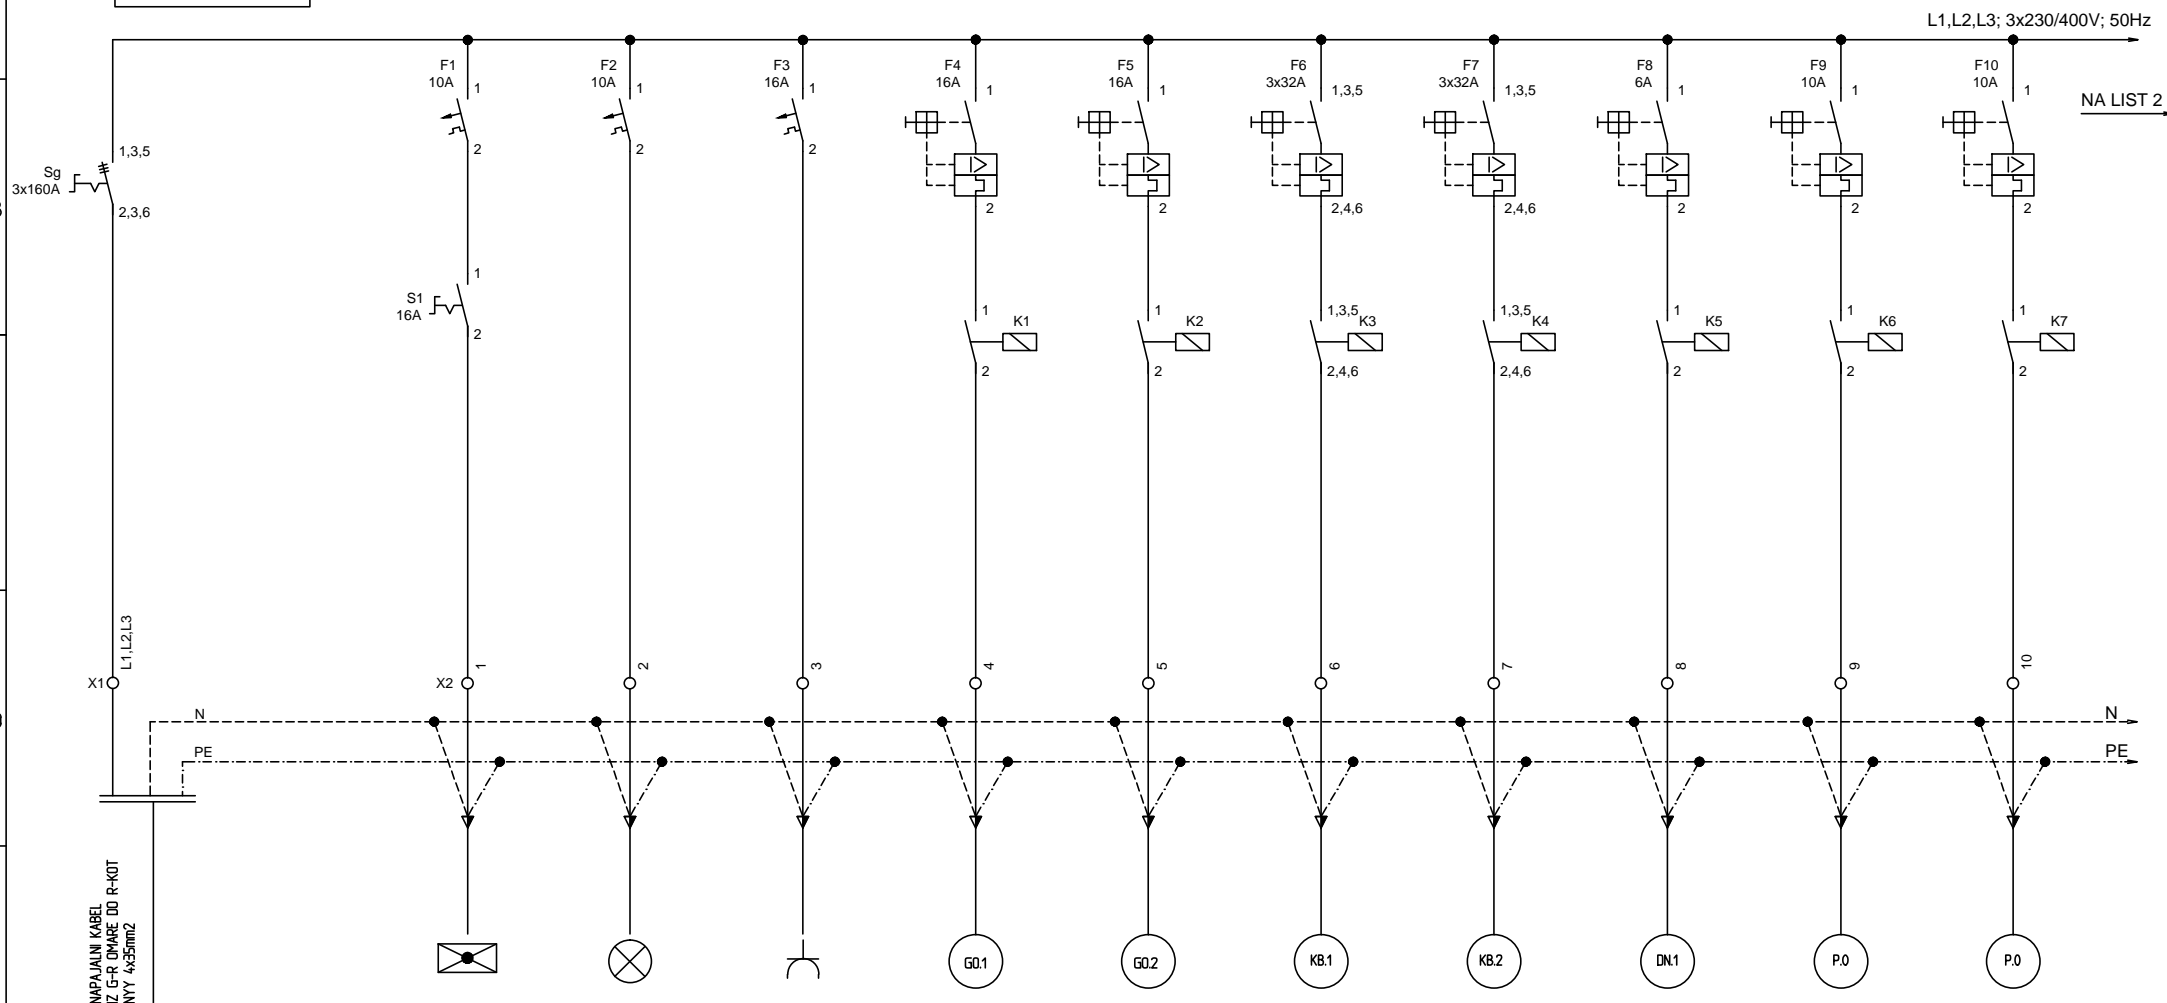 L1,L2,L3; 3x230/400V; 50Hz
NA LIST 2
F1
10A
1
2
F2
10A
1
2
F3
16A
1
2
F4
16A
1
2
F5
16A
1
2
F6
3x32A
1,3,5
2,4,6
F7
3x32A
1,3,5
2,4,6
F8
6A
1
2
F9
10A
1
2
F10
10A
1
2
Sg
3x160A
1,3,5
2,3,6
S1
16A
1
2
1
K1
2
1
K2
2
1,3,5
K3
2,4,6
1,3,5
K4
2,4,6
1
K5
2
1
K6
2
1
K7
2
L1,L2,L3
X1
X2
1
2
3
4
5
6
7
8
9
10
N
N
PE
PE
NAPAJALNI KABEL
IZ G-R OMARE DO R-KOT
NYY 4x35mm2
GO.1
GO.2
KB.1
KB.2
DN.1
P.O
P.O